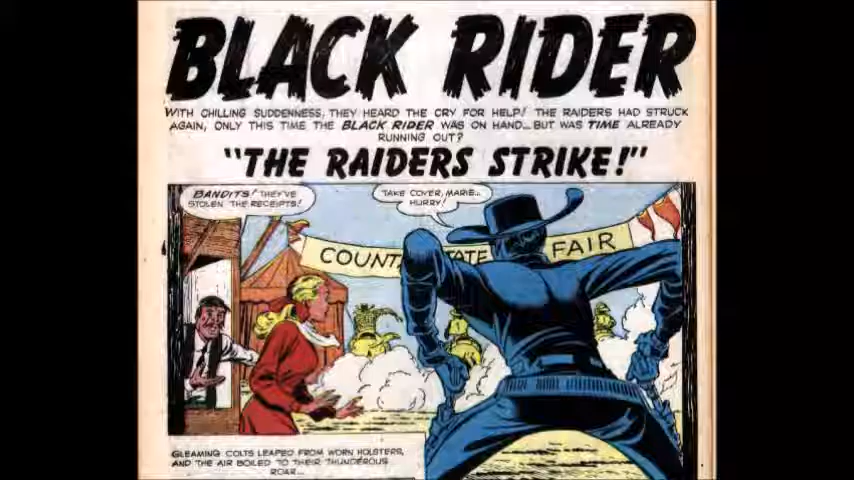 BLACK RIDER
WITH CHILLING SUDDENNESS, THEY HEARD THE CRY FOR HELP! THE RAIDERS HAD STRUCK
AGAIN, ONLY THIS TIME THE BLACK RIDER WAS ON HAND...BUT WAS TIME ALREADY
RUNNING OUT?
"THE RAIDERS STRIKE!"
BANDITS! THEY'VE
STOLEN THE RECEIPTS!
TAKE COVER, MARIE...
HURRY!
COUNT TATE FAIR
GLEAMING COLTS LEAPED FROM WORN HOLSTERS,
AND THE AIR BOILED TO THEIR THUNDEROUS
ROAR...